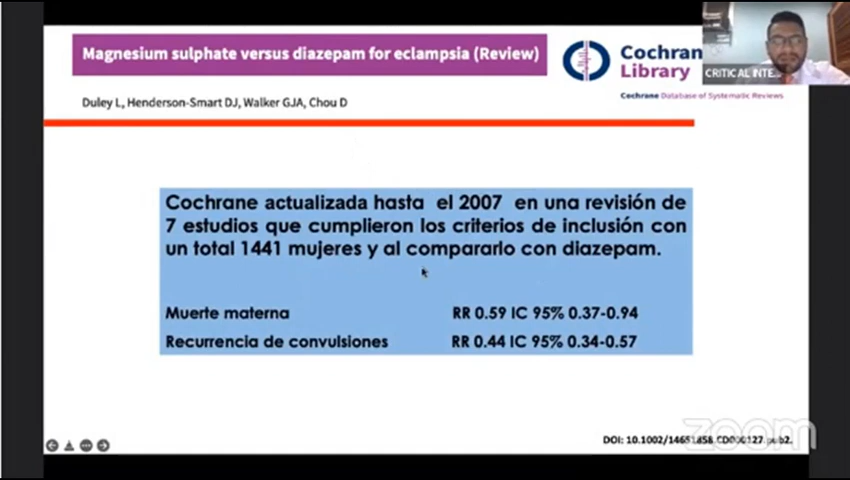 Magnesium sulphate versus diazepam for eclampsia (Review)
Cochran
Library
CRITICAL INTE...
Cochrane Database of Systematic Reviews
Duley L, Henderson-Smart DJ, Walker GJA, Chou D
Cochrane actualizada hasta el 2007 en una revisión de
7 estudios que cumplieron los criterios de inclusión con
un total 1441 mujeres y al compararlo con diazepam.
Muerte materna RR 0.59 IC 95% 0.37-0.94
Recurrencia de convulsiones RR 0.44 IC 95% 0.34-0.57
DOI: 10.1002/14651858.CD000127.pub2.
zoom